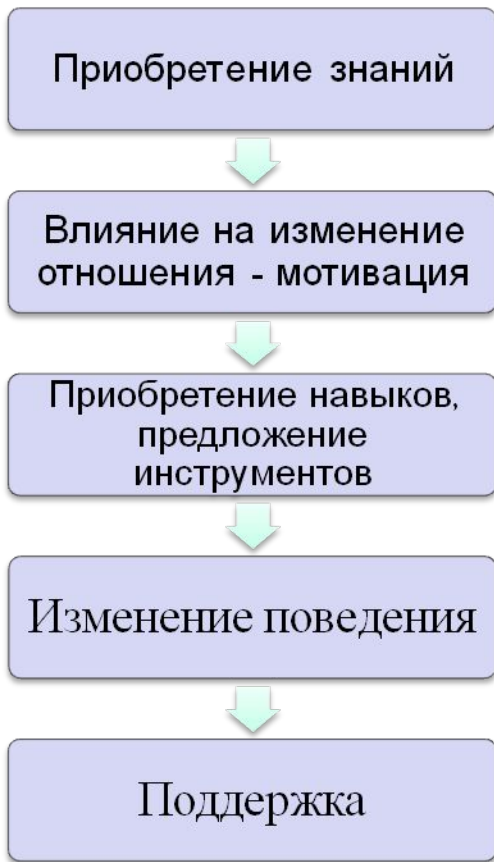 Приобретение знаний
Влияние на изменение
отношения - мотивация
Приобретение навыков,
предложение
инструментов
Изменение поведения
Поддержка